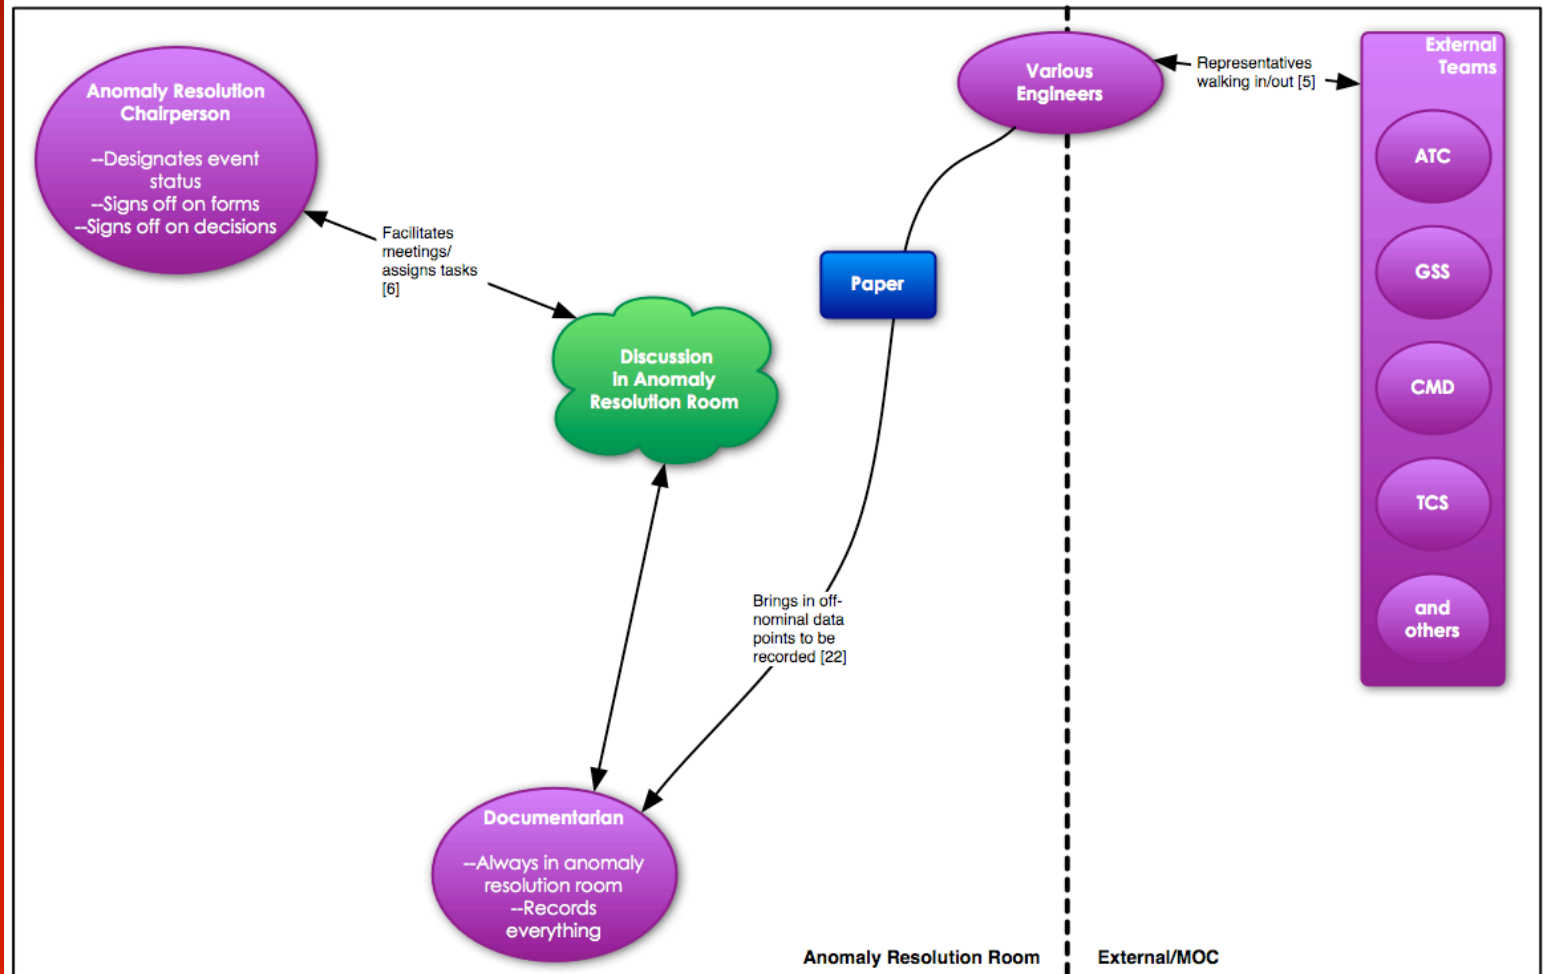 Anomaly Resolution
Chairperson
--Designates event
status
--Signs off on forms
--Signs off on decisions
Facilitates
meetings/
assigns tasks
[6]
Discussion
in Anomaly
Resolution Room
Various
Engineers
Representatives
walking in/out [5]
External
Teams
ATC
GSS
CMD
TCS
and
others
Paper
Brings in off-
nominal data
points to be
recorded [22]
Documentarian
--Always in anomaly
resolution room
--Records
everything
Anomaly Resolution Room
External/MOC